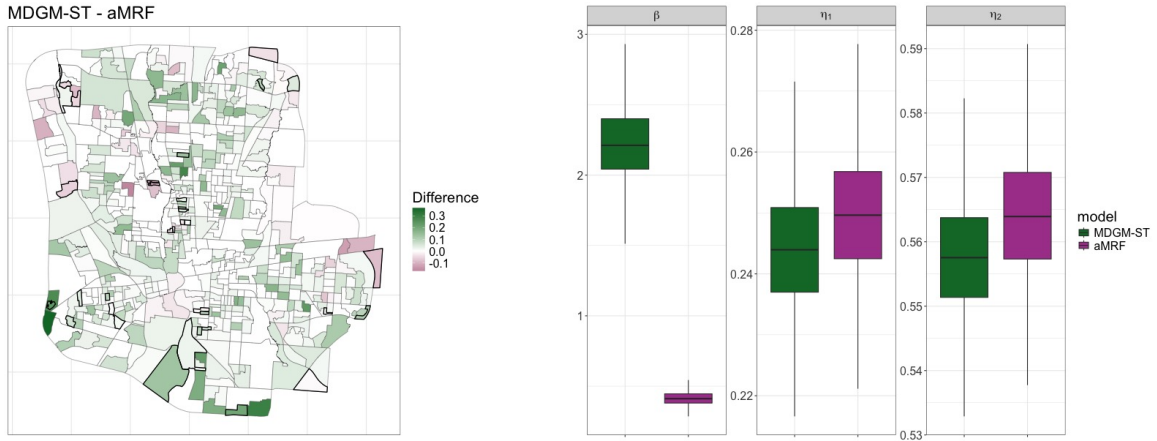 MDGM-ST - aMRF
Difference
0.3
0.2
0.1
0.0
-0.1
β
3
2
1
η₁
0.28
0.26
0.24
0.22
η₂
0.59
0.58
0.57
0.56
0.55
0.54
0.53
model
MDGM-ST
aMRF